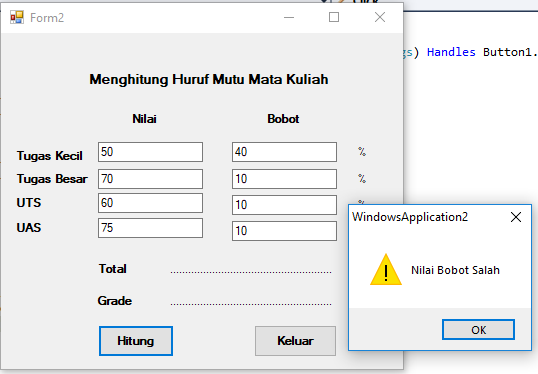 Click
Form2
s) Handles Button1.
Menghitung Huruf Mutu Mata Kuliah
Nilai Bobot
Tugas Kecil 50 40 %
Tugas Besar 70 10 %
UTS 60 10 %
UAS 75 10
WindowsApplication2
Nilai Bobot Salah
OK
Total ......................................................
Grade ......................................................
Hitung Keluar